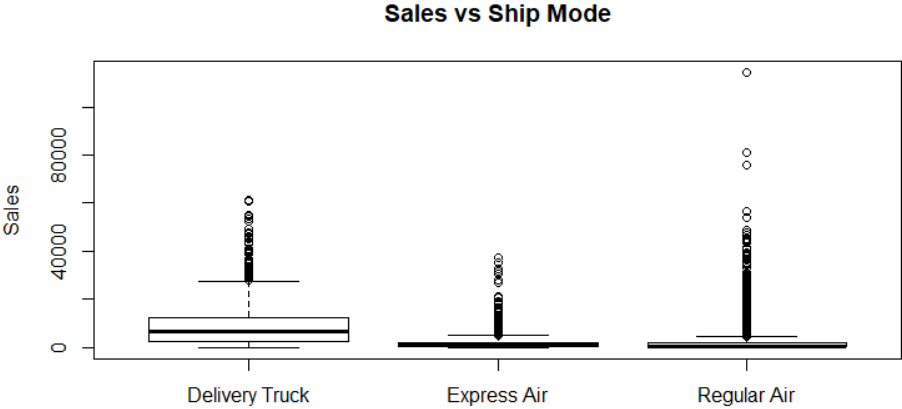 Sales vs Ship Mode
Sales
80000
40000
0
Delivery Truck Express Air Regular Air